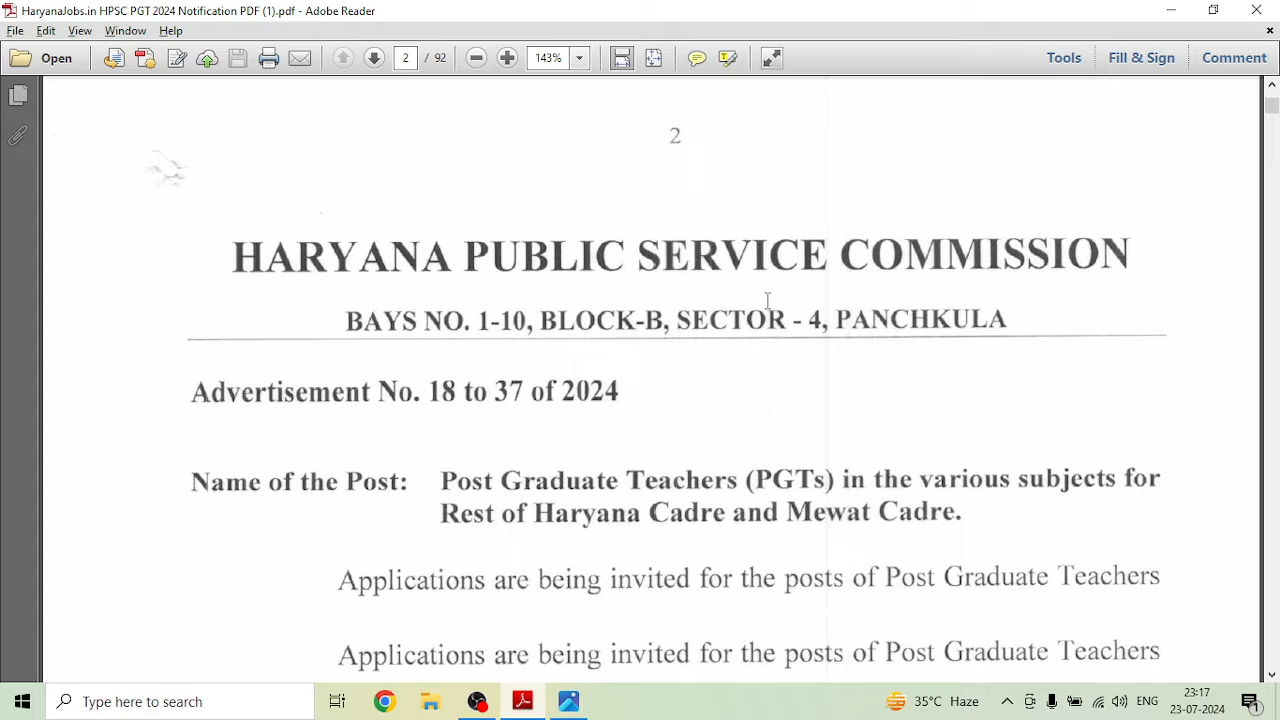 HaryanaJobs.in HPSC PGT 2024 Notification PDF (1).pdf - Adobe Reader
File Edit View Window Help
Open 2 / 92 143% Tools Fill & Sign Comment
2
HARYANA PUBLIC SERVICE COMMISSION
BAYS NO. 1-10, BLOCK-B, SECTOR - 4, PANCHKULA
Advertisement No. 18 to 37 of 2024
Name of the Post: Post Graduate Teachers (PGTs) in the various subjects for
Rest of Haryana Cadre and Mewat Cadre.
Applications are being invited for the posts of Post Graduate Teachers
Applications are being invited for the posts of Post Graduate Teachers
Type here to search 35°C Haze ENG 23:17
23-07-2024 1